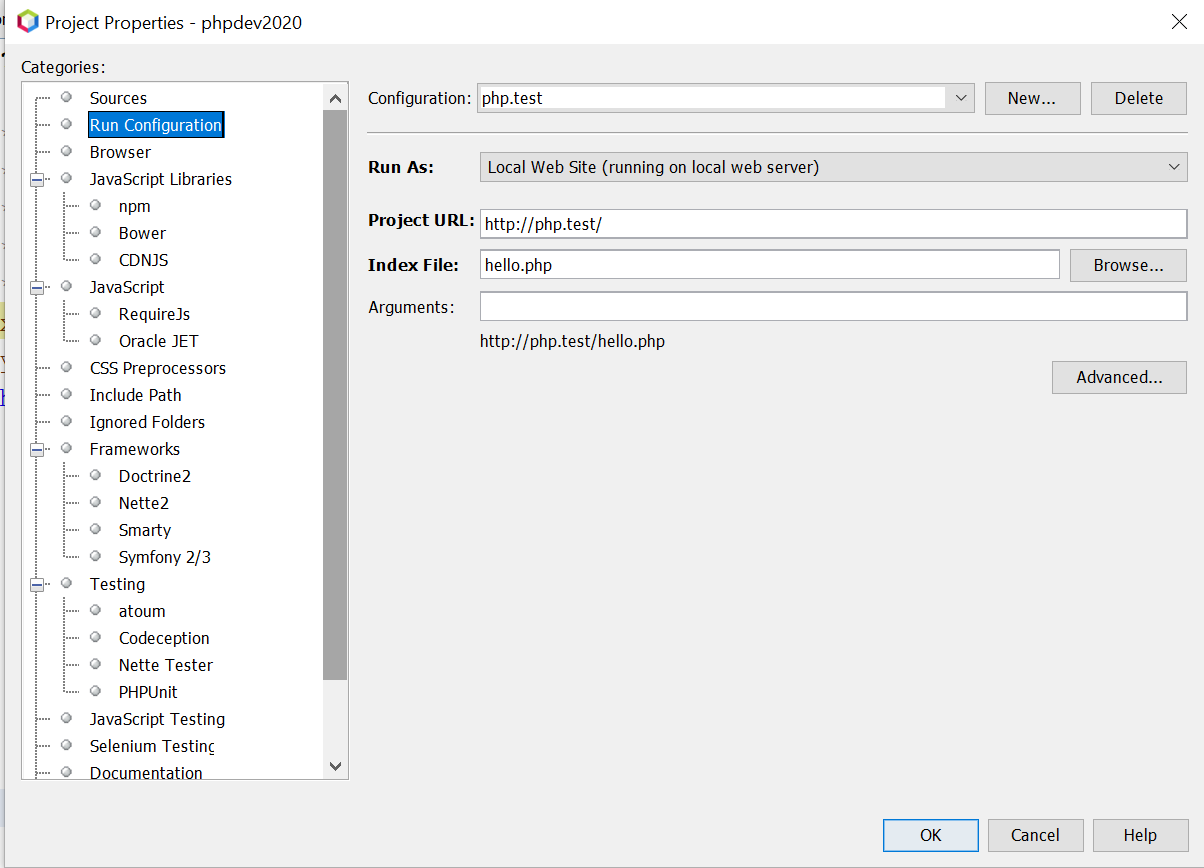 Project Properties - phpdev2020
Categories:
Sources
Run Configuration
Browser
JavaScript Libraries
npm
Bower
CDNJS
JavaScript
RequireJs
Oracle JET
CSS Preprocessors
Include Path
Ignored Folders
Frameworks
Doctrine2
Nette2
Smarty
Symfony 2/3
Testing
atoum
Codeception
Nette Tester
PHPUnit
JavaScript Testing
Selenium Testing
Documentation
Configuration: php.test New... Delete
Run As: Local Web Site (running on local web server)
Project URL: http://php.test/
Index File: hello.php Browse...
Arguments:
http://php.test/hello.php
Advanced...
OK Cancel Help